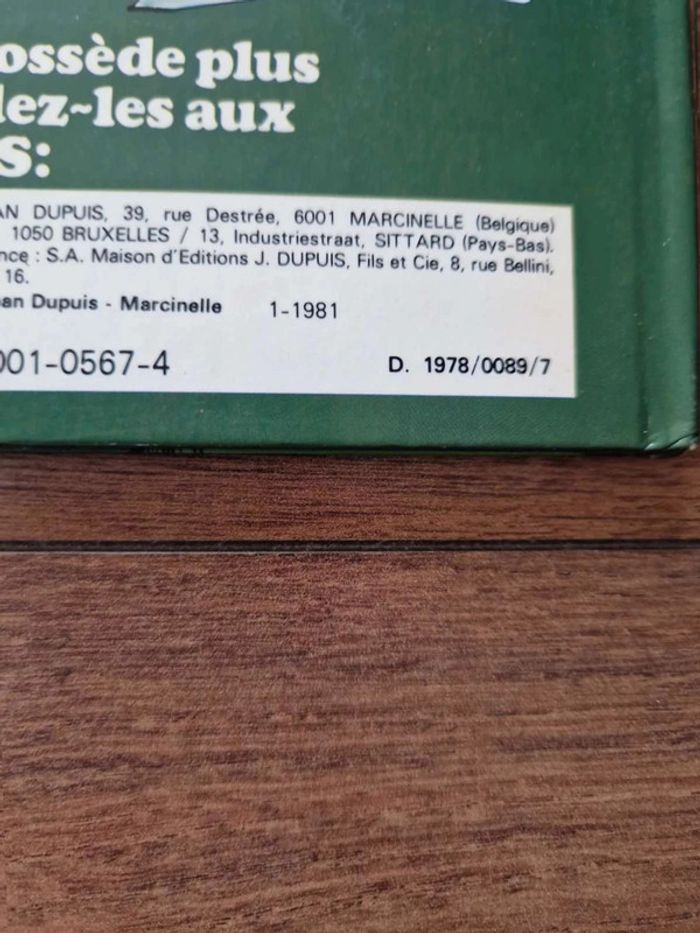 ossède plus
dez~les aux
S:
AN DUPUIS, 39, rue Destrée, 6001 MARCINELLE (Belgique)
1050 BRUXELLES / 13, Industriestraat, SITTARD (Pays-Bas).
nce : S.A. Maison d'Editions J. DUPUIS, Fils et Cie, 8, rue Bellini,
16.
ean Dupuis - Marcinelle 1-1981
001-0567-4 D. 1978/0089/7